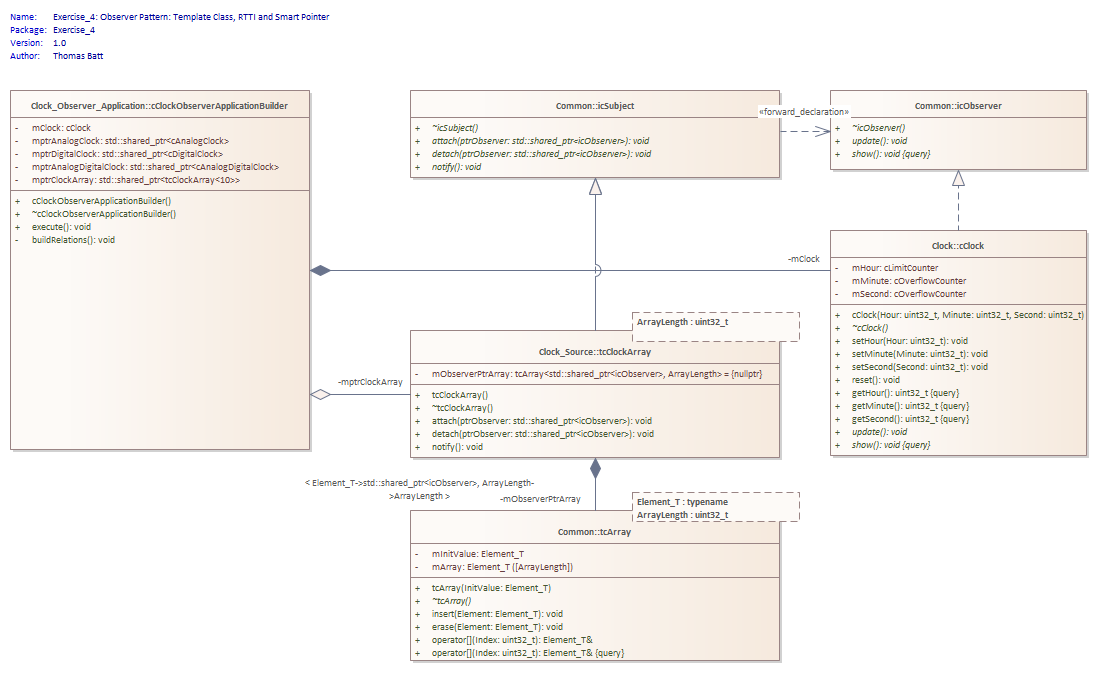 Name: Exercise_4: Observer Pattern: Template Class, RTTI and Smart Pointer
Package: Exercise_4
Version: 1.0
Author: Thomas Batt
Clock_Observer_Application::cClockObserverApplicationBuilder
- mClock: cClock
- mptrAnalogClock: std::shared_ptr<cAnalogClock>
- mptrDigitalClock: std::shared_ptr<cDigitalClock>
- mptrAnalogDigitalClock: std::shared_ptr<cAnalogDigitalClock>
- mptrClockArray: std::shared_ptr<tcClockArray<10>>
+ cClockObserverApplicationBuilder()
+ ~cClockObserverApplicationBuilder()
+ execute(): void
- buildRelations(): void
Common::icSubject
+ ~icSubject()
+ attach(ptrObserver: std::shared_ptr<icObserver>): void
+ detach(ptrObserver: std::shared_ptr<icObserver>): void
+ notify(): void
«forward_declaration»
Common::icObserver
+ ~icObserver()
+ update(): void
+ show(): void {query}
-mClock
Clock::cClock
- mHour: cLimitCounter
- mMinute: cOverflowCounter
- mSecond: cOverflowCounter
+ cClock(Hour: uint32_t, Minute: uint32_t, Second: uint32_t)
+ ~cClock()
+ setHour(Hour: uint32_t): void
+ setMinute(Minute: uint32_t): void
+ setSecond(Second: uint32_t): void
+ reset(): void
+ getHour(): uint32_t {query}
+ getMinute(): uint32_t {query}
+ getSecond(): uint32_t {query}
+ update(): void
+ show(): void {query}
ArrayLength : uint32_t
Clock_Source::tcClockArray
- mObserverPtrArray: tcArray<std::shared_ptr<icObserver>, ArrayLength> = {nullptr}
+ tcClockArray()
+ ~tcClockArray()
+ attach(ptrObserver: std::shared_ptr<icObserver>): void
+ detach(ptrObserver: std::shared_ptr<icObserver>): void
+ notify(): void
-mptrClockArray
< Element_T->std::shared_ptr<icObserver>, ArrayLength-
>ArrayLength >
-mObserverPtrArray
Element_T : typename
ArrayLength : uint32_t
Common::tcArray
- mInitValue: Element_T
- mArray: Element_T ([ArrayLength])
+ tcArray(InitValue: Element_T)
+ ~tcArray()
+ insert(Element: Element_T): void
+ erase(Element: Element_T): void
+ operator[](Index: uint32_t): Element_T&
+ operator[](Index: uint32_t): Element_T& {query}